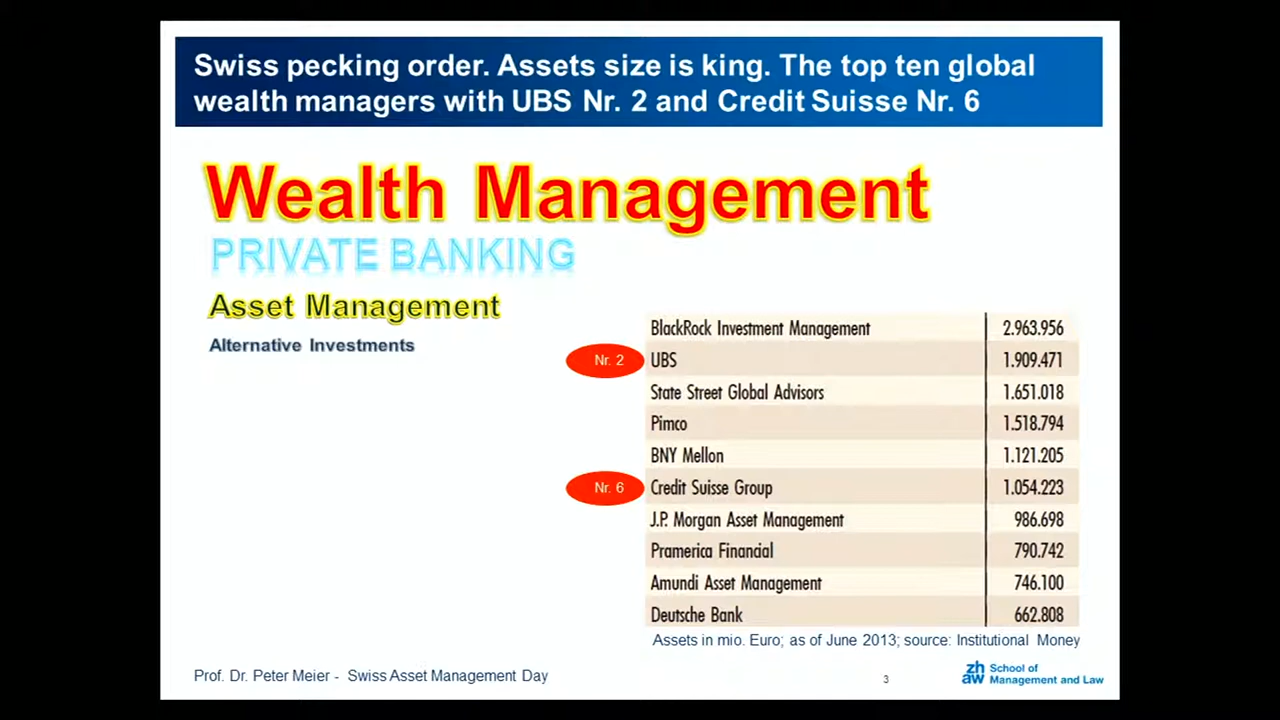 Swiss pecking order. Assets size is king. The top ten global
wealth managers with UBS Nr. 2 and Credit Suisse Nr. 6
Wealth Management
PRIVATE BANKING
Asset Management
Alternative Investments
BlackRock Investment Management 2.963.956
Nr. 2 UBS 1.909.471
State Street Global Advisors 1.651.018
Pimco 1.518.794
BNY Mellon 1.121.205
Nr. 6 Credit Suisse Group 1.054.223
J.P. Morgan Asset Management 986.698
Pramerica Financial 790.742
Amundi Asset Management 746.100
Deutsche Bank 662.808
Assets in mio. Euro; as of June 2013; source: Institutional Money
Prof. Dr. Peter Meier - Swiss Asset Management Day
3
zh School of
aw Management and Law